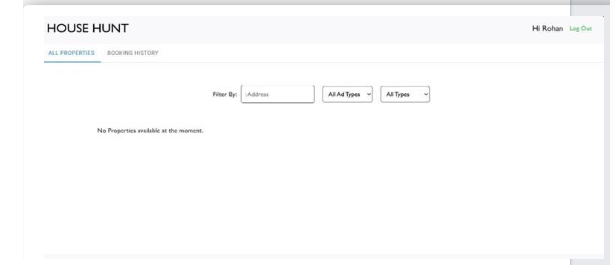 HOUSE HUNT
Hi Rohan Log Out
ALL PROPERTIES BOOKING HISTORY
Filter By: :Address All Ad Types All Types
No Properties available at the moment.